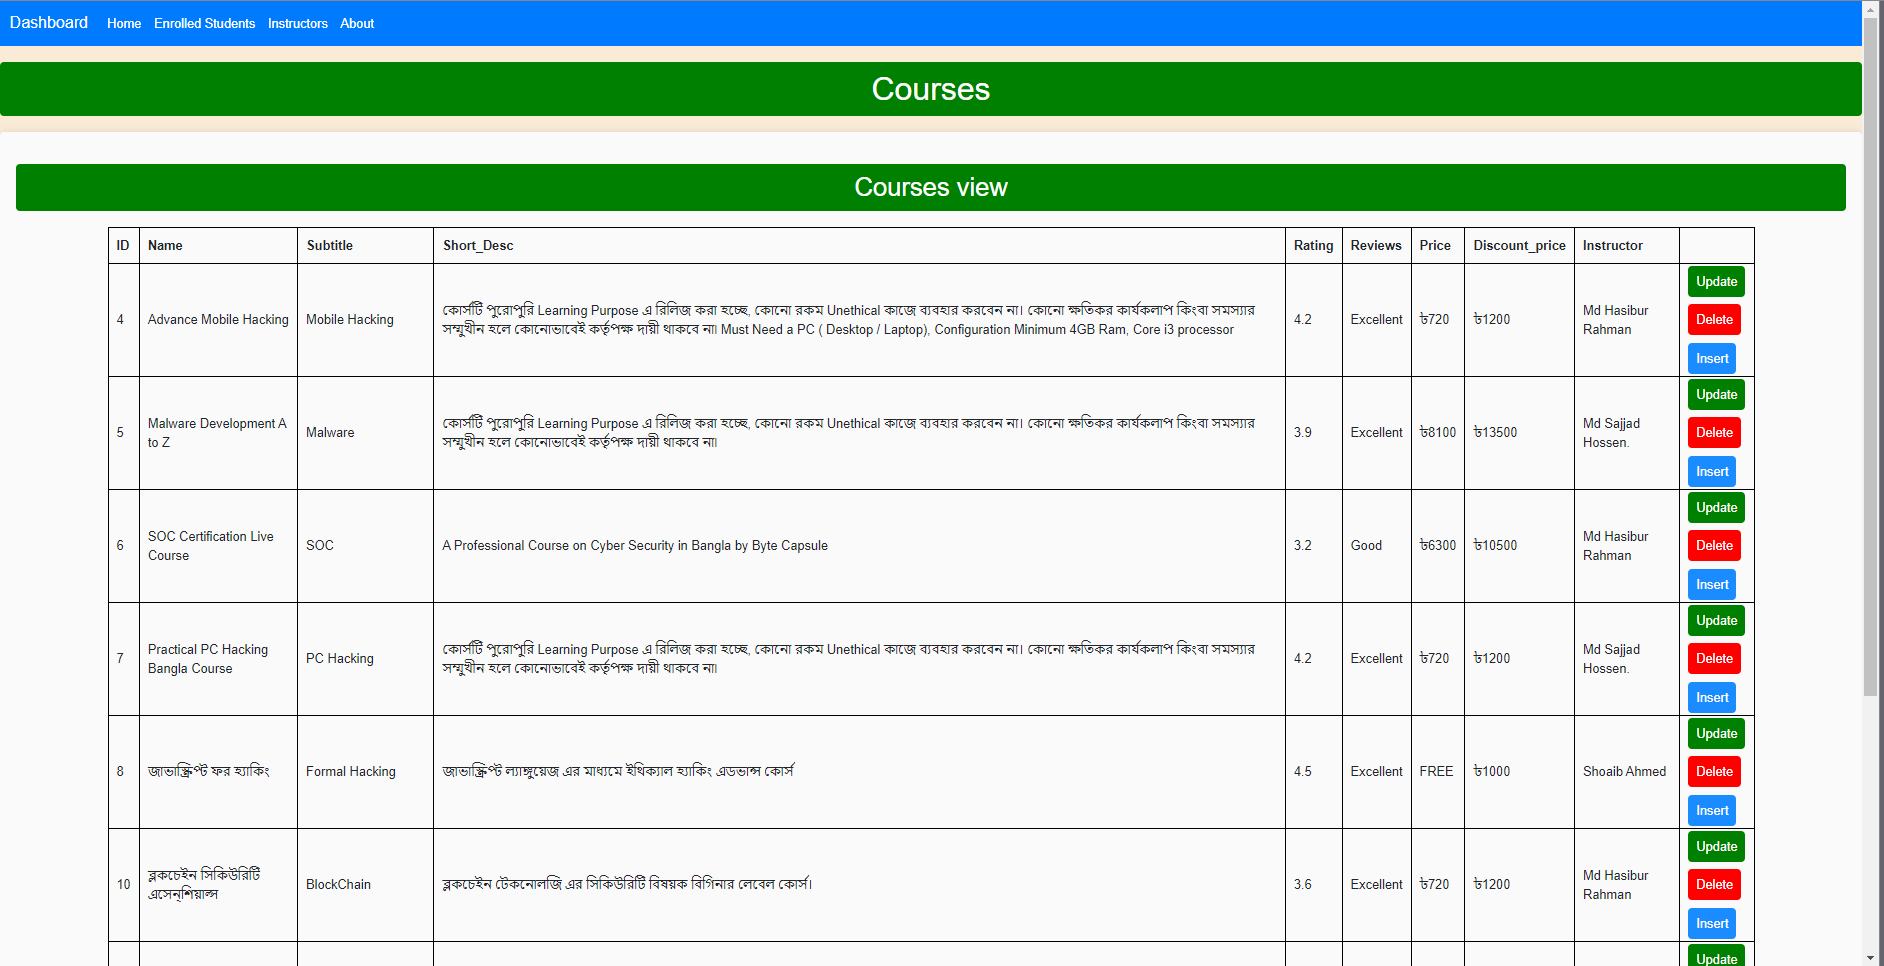 Dashboard Home Enrolled Students Instructors About
Courses
Courses view
ID Name Subtitle Short_Desc Rating Reviews Price Discount_price Instructor
4 Advance Mobile Hacking Mobile Hacking
কোর্সটি পুরোপুরি Learning Purpose এ রিলিজ করা হচ্ছে, কোনো রকম Unethical কাজে ব্যবহার করবেন না। কোনো ক্ষতিকর কার্যকলাপ কিংবা সমস্যার
সম্মুখীন হলে কোনোভাবেই কর্তৃপক্ষ দায়ী থাকবে না। Must Need a PC ( Desktop / Laptop), Configuration Minimum 4GB Ram, Core i3 processor
4.2 Excellent ৳720 ৳1200
Md Hasibur
Rahman
Update
Delete
Insert
5
Malware Development A
to Z
Malware
কোর্সটি পুরোপুরি Learning Purpose এ রিলিজ করা হচ্ছে, কোনো রকম Unethical কাজে ব্যবহার করবেন না। কোনো ক্ষতিকর কার্যকলাপ কিংবা সমস্যার
সম্মুখীন হলে কোনোভাবেই কর্তৃপক্ষ দায়ী থাকবে না।
3.9 Excellent ৳8100 ৳13500
Md Sajjad
Hossen.
Update
Delete
Insert
6
SOC Certification Live
Course
SOC
A Professional Course on Cyber Security in Bangla by Byte Capsule
3.2 Good ৳6300 ৳10500
Md Hasibur
Rahman
Update
Delete
Insert
7
Practical PC Hacking
Bangla Course
PC Hacking
কোর্সটি পুরোপুরি Learning Purpose এ রিলিজ করা হচ্ছে, কোনো রকম Unethical কাজে ব্যবহার করবেন না। কোনো ক্ষতিকর কার্যকলাপ কিংবা সমস্যার
সম্মুখীন হলে কোনোভাবেই কর্তৃপক্ষ দায়ী থাকবে না।
4.2 Excellent ৳720 ৳1200
Md Sajjad
Hossen.
Update
Delete
Insert
8 জাভাস্ক্রিপ্ট ফর হ্যাকিং Formal Hacking
জাভাস্ক্রিপ্ট ল্যাঙ্গুয়েজ এর মাধ্যমে ইথিক্যাল হ্যাকিং এডভান্স কোর্স
4.5 Excellent FREE ৳1000 Shoaib Ahmed
Update
Delete
Insert
10
ব্লকচেইন সিকিউরিটি
এসেন্শিয়াল্স
BlockChain
ব্লকচেইন টেকনোলজি এর সিকিউরিটি বিষয়ক বিগিনার লেবেল কোর্স।
3.6 Excellent ৳720 ৳1200
Md Hasibur
Rahman
Update
Delete
Insert
Update